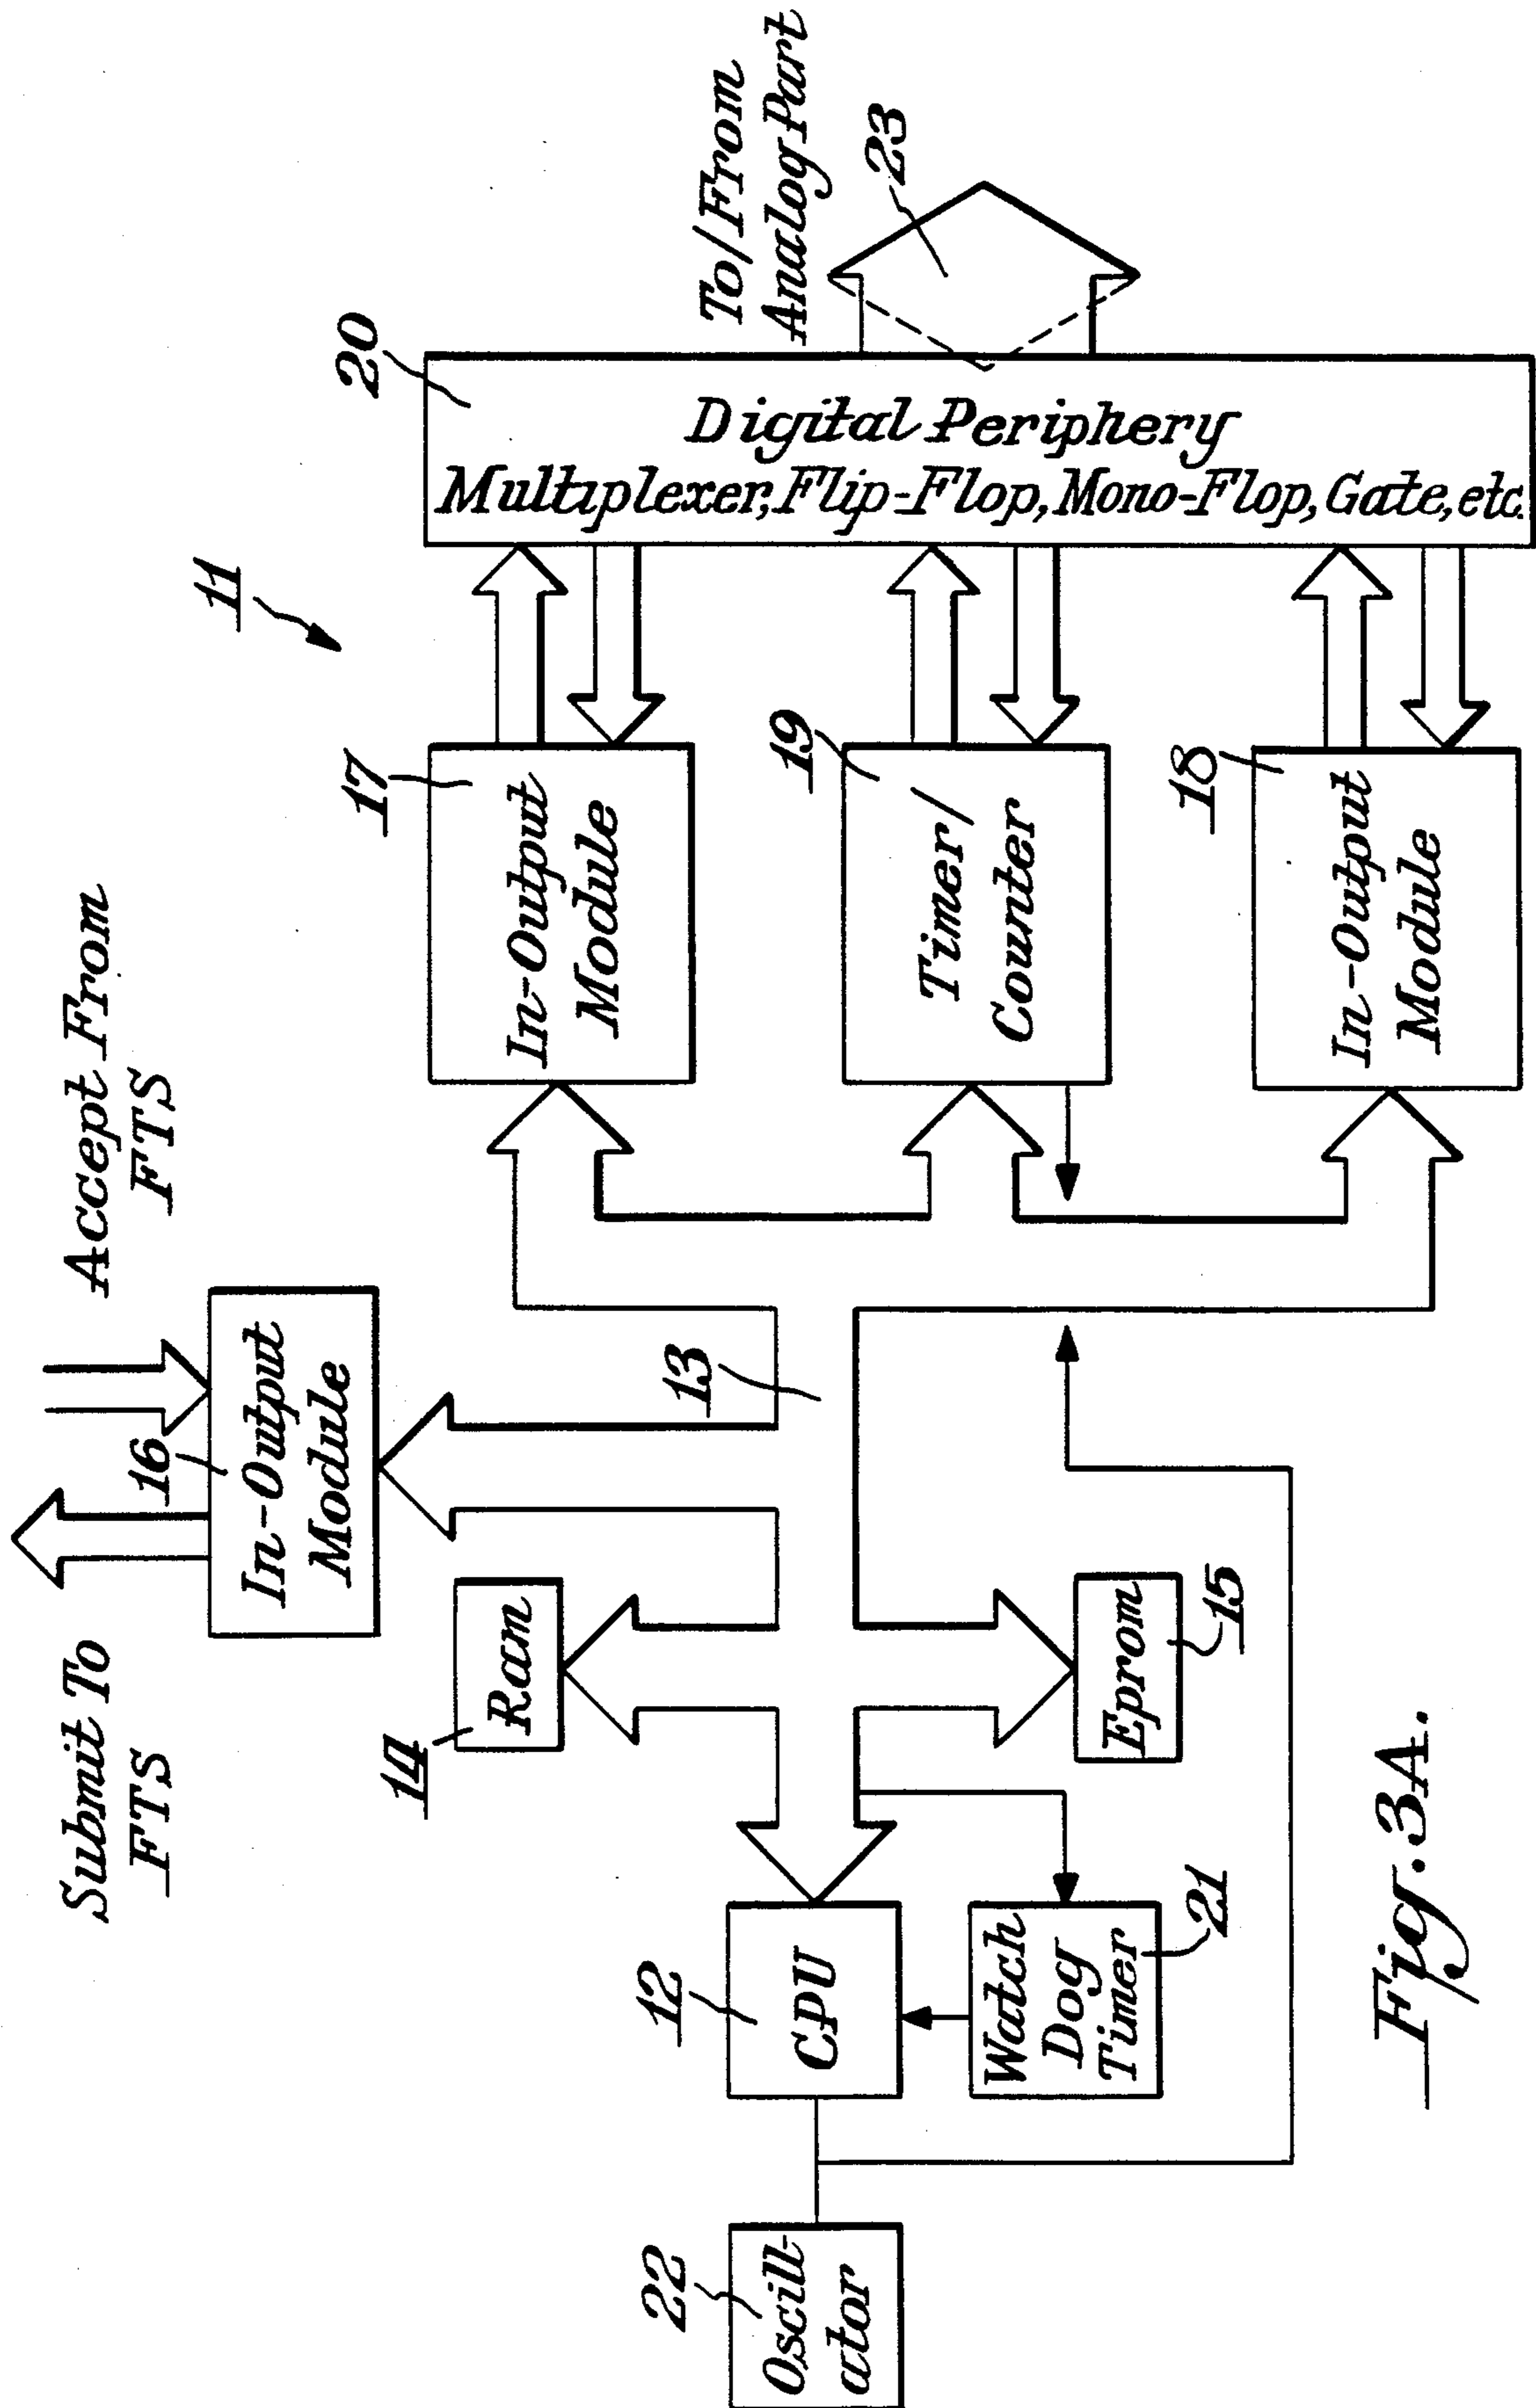 Submit To
FTS
Accept From
FTS
16
In-Output
Module
11
14
Ram
17
In-Output
Module
20
Digital Periphery
Multiplexer, Flip-Flop, Mono-Flop, Gate, etc.
To/From
Analog Part
23
22
Oscill-
ator
12
CPU
13
19
Timer/
Counter
Watch
Dog
Timer
21
Eprom
15
18
In-Output
Module
Fig. 3A.